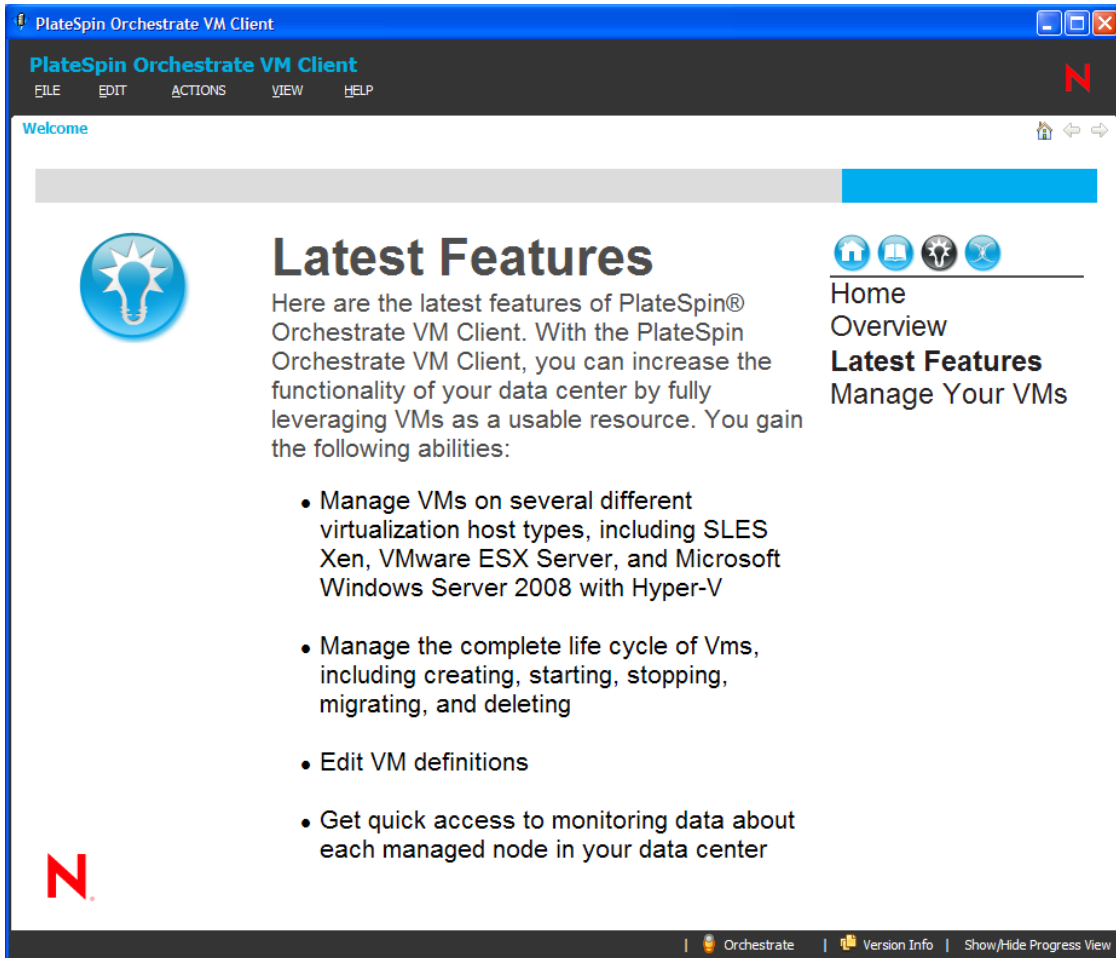 PlateSpin Orchestrate VM Client
PlateSpin Orchestrate VM Client
FILE EDIT ACTIONS VIEW HELP
N
Welcome
Latest Features
Here are the latest features of PlateSpin®
Orchestrate VM Client. With the PlateSpin
Orchestrate VM Client, you can increase the
functionality of your data center by fully
leveraging VMs as a usable resource. You gain
the following abilities:
• Manage VMs on several different
virtualization host types, including SLES
Xen, VMware ESX Server, and Microsoft
Windows Server 2008 with Hyper-V
• Manage the complete life cycle of Vms,
including creating, starting, stopping,
migrating, and deleting
• Edit VM definitions
• Get quick access to monitoring data about
each managed node in your data center
Home
Overview
Latest Features
Manage Your VMs
N
| Orchestrate | Version Info | Show/Hide Progress View